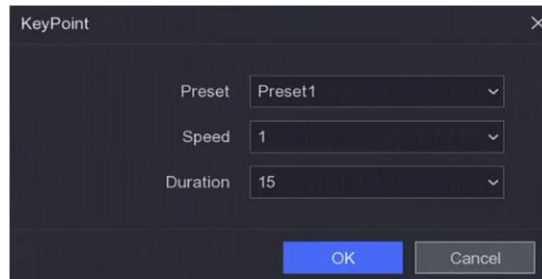 KeyPoint
Preset Preset1
Speed 1
Duration 15
OK Cancel